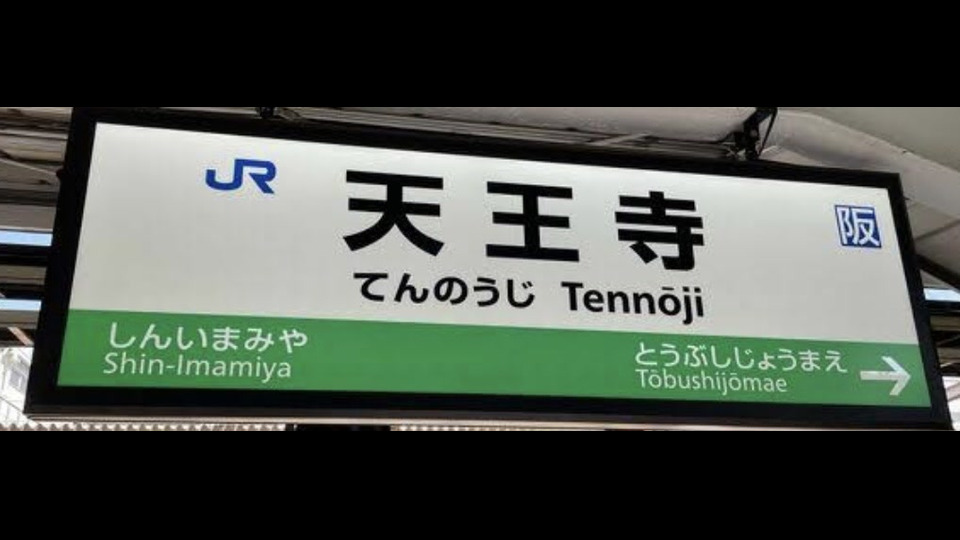 JR
天王寺
阪
てんのうじ Tennōji
しんいまみや
Shin-Imamiya
とうぶしじょうまえ
Tōbushijōmae